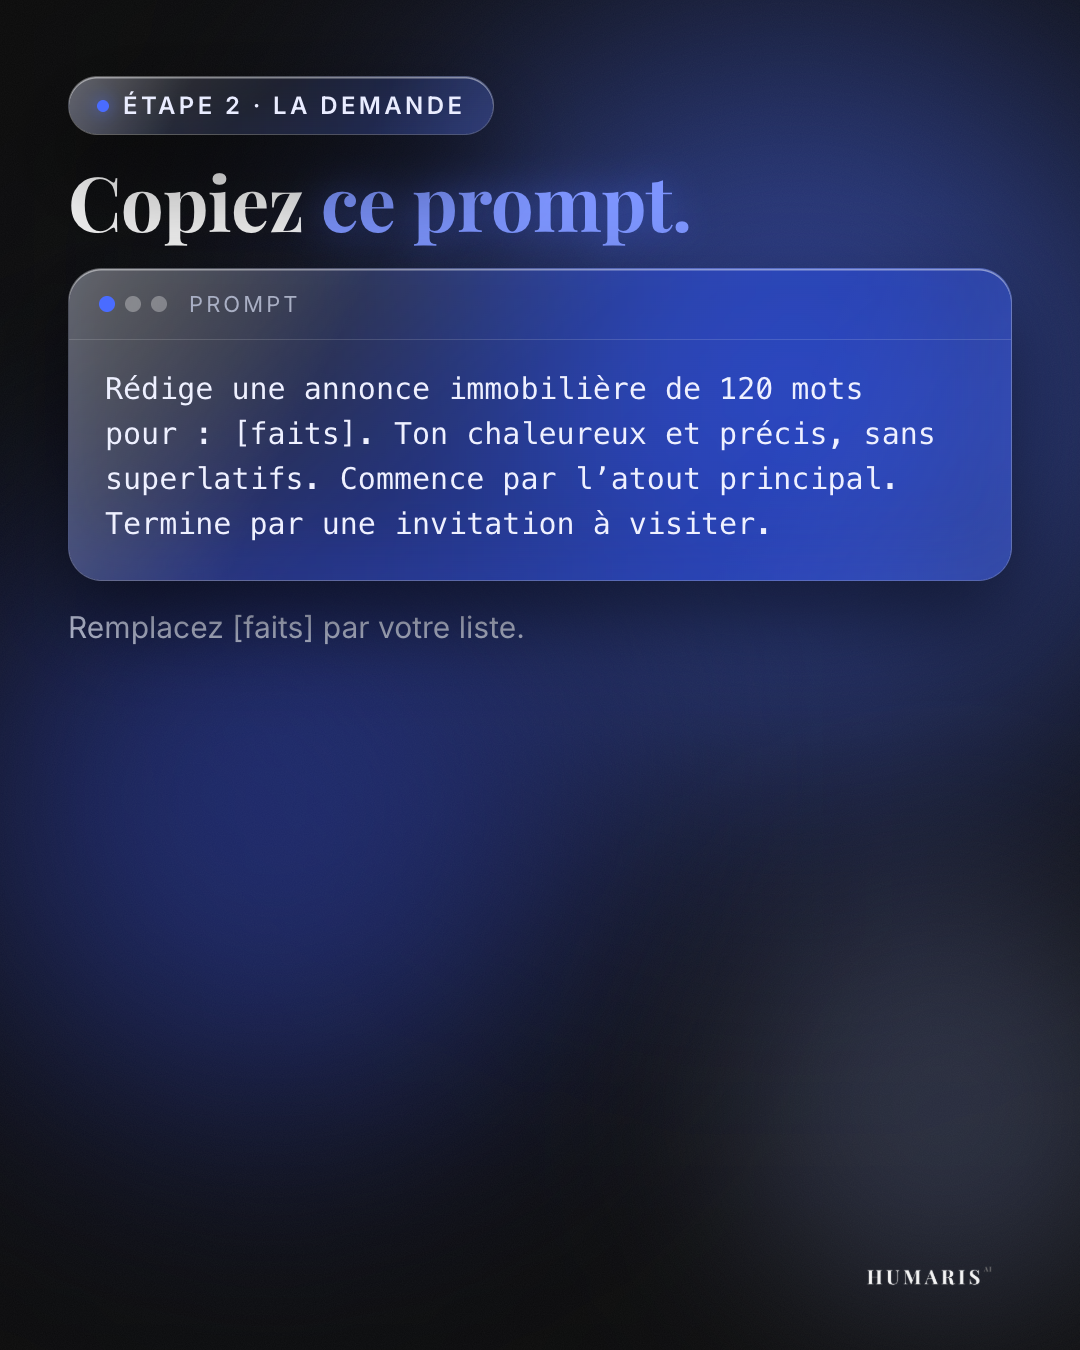 ÉTAPE 2 · LA DEMANDE
Copiez ce prompt.
PROMPT
Rédige une annonce immobilière de 120 mots
pour : [faits]. Ton chaleureux et précis, sans
superlatifs. Commence par l’atout principal.
Termine par une invitation à visiter.
Remplacez [faits] par votre liste.
HUMARIS AI